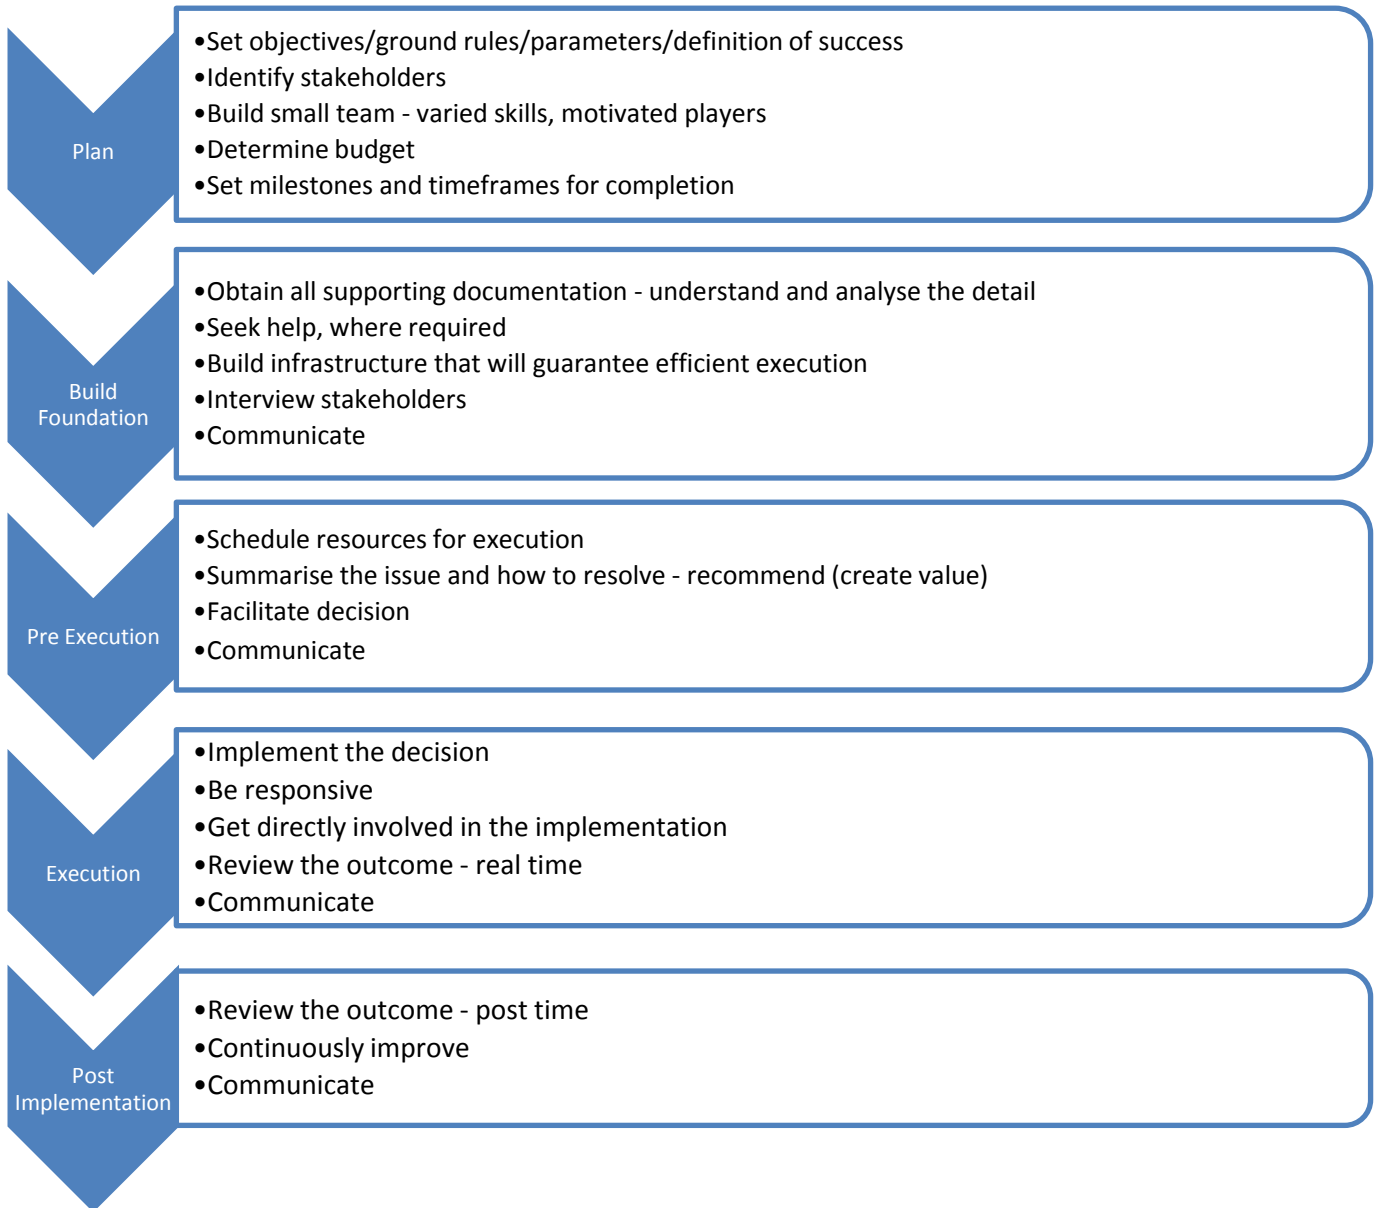 Plan
•Set objectives/ground rules/parameters/definition of success
•Identify stakeholders
•Build small team - varied skills, motivated players
•Determine budget
•Set milestones and timeframes for completion
Build
Foundation
•Obtain all supporting documentation - understand and analyse the detail
•Seek help, where required
•Build infrastructure that will guarantee efficient execution
•Interview stakeholders
•Communicate
Pre Execution
•Schedule resources for execution
•Summarise the issue and how to resolve - recommend (create value)
•Facilitate decision
•Communicate
Execution
•Implement the decision
•Be responsive
•Get directly involved in the implementation
•Review the outcome - real time
•Communicate
Post
Implementation
•Review the outcome - post time
•Continuously improve
•Communicate